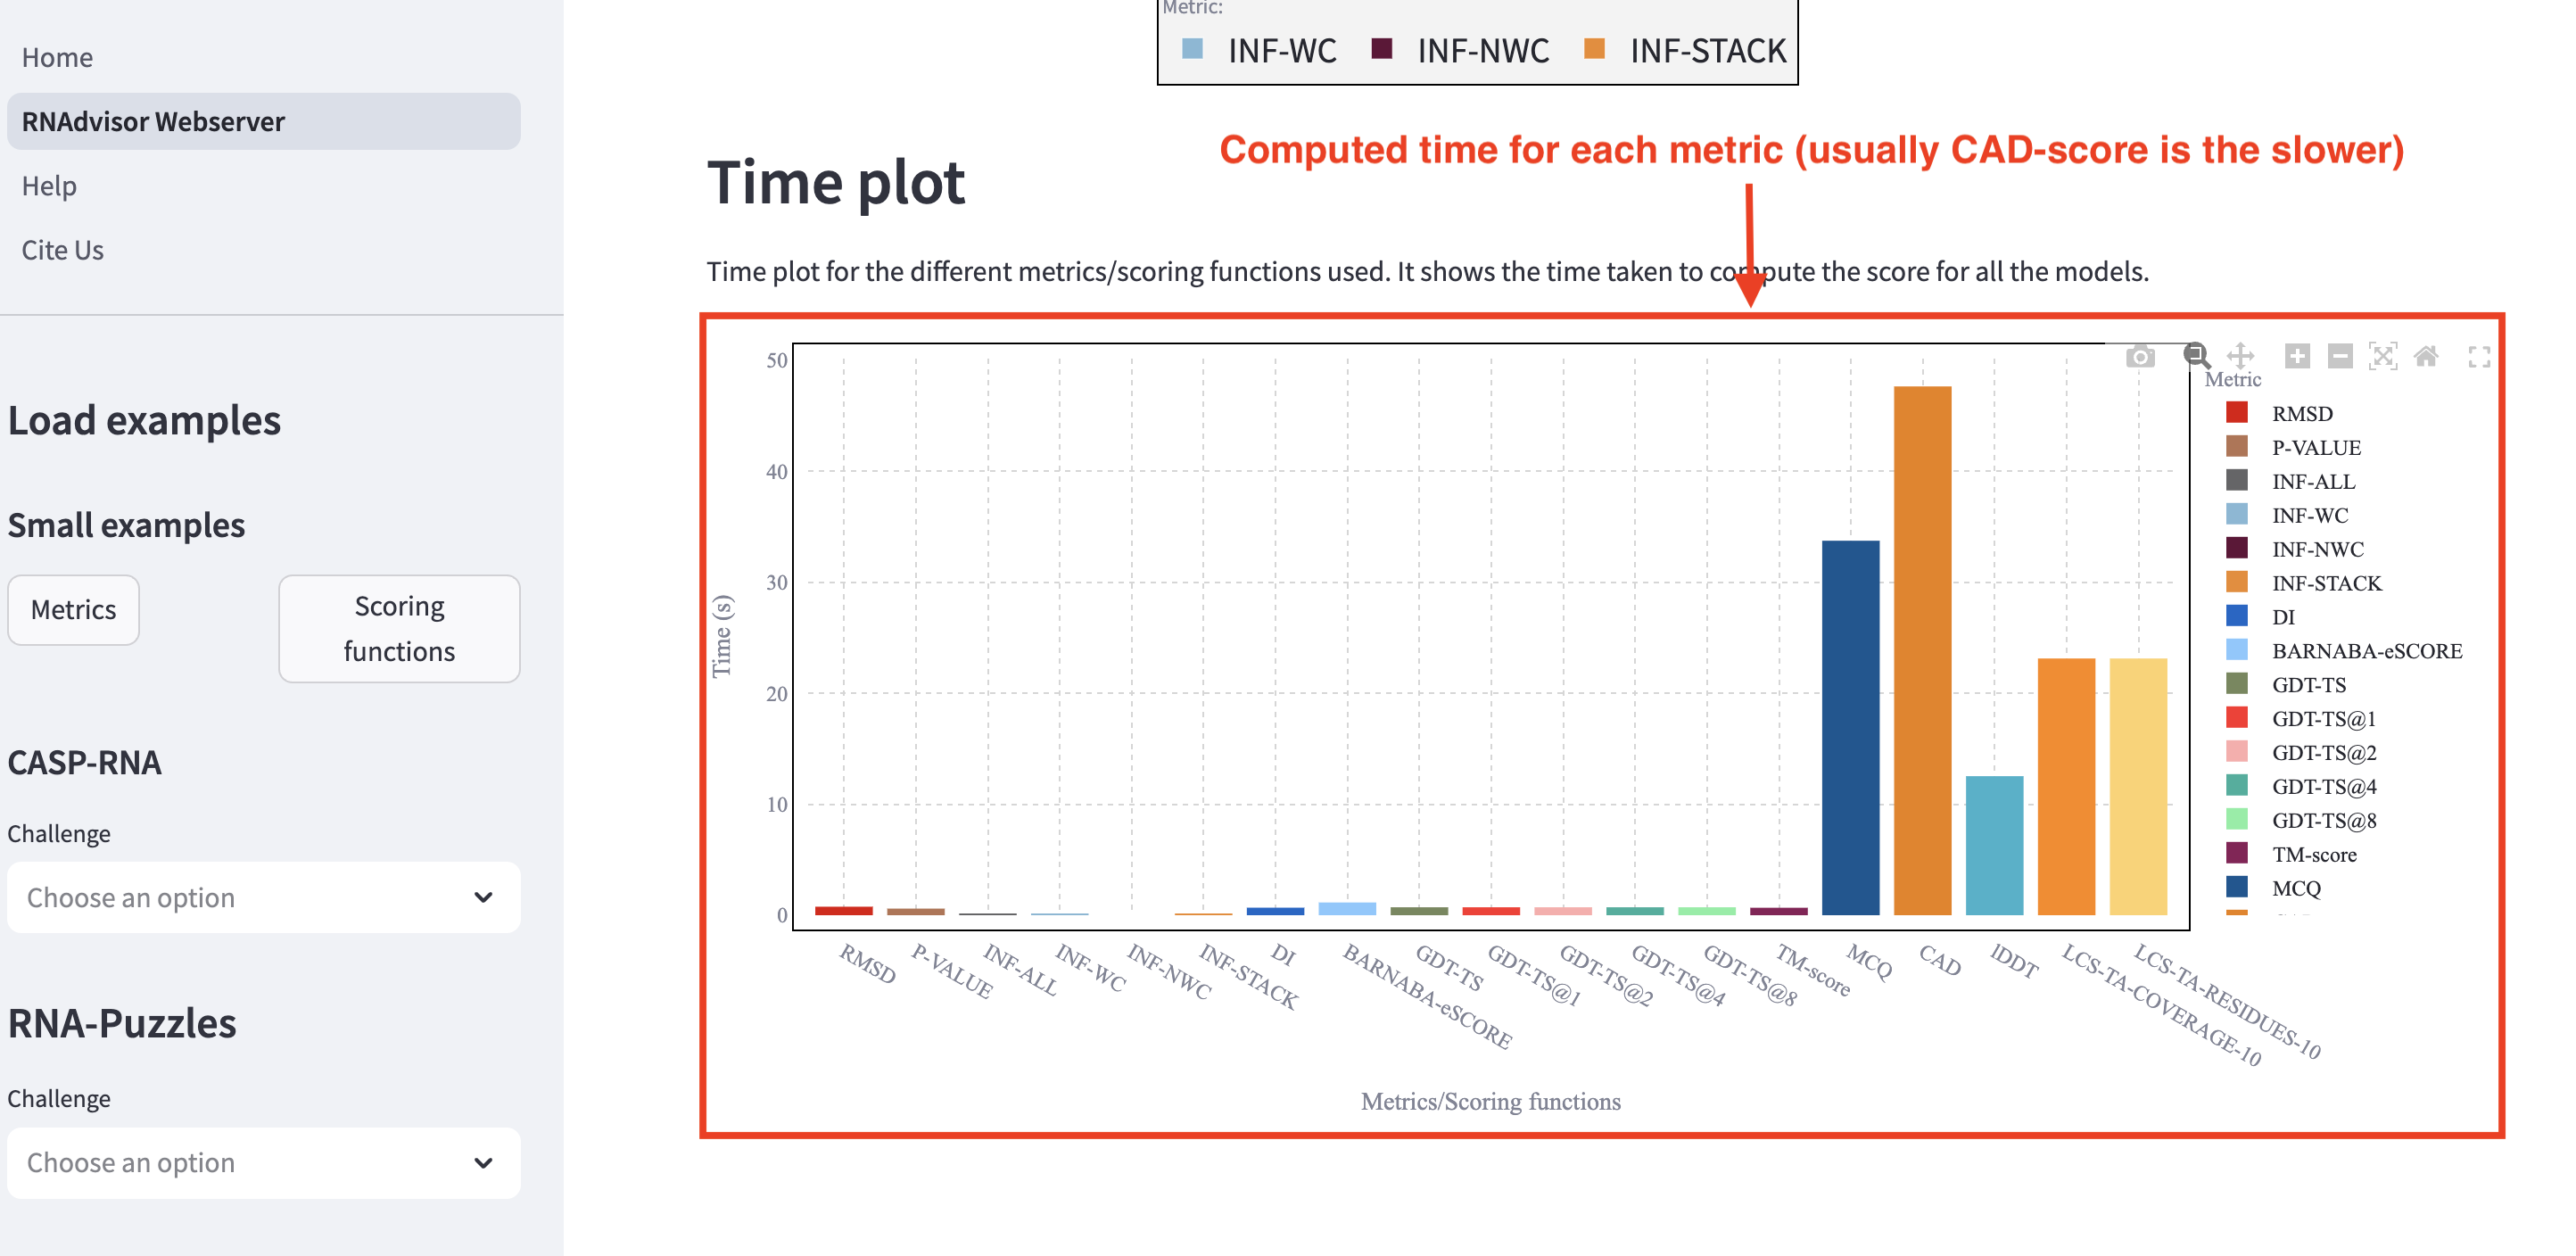 Home
RNAdvisor Webserver
Help
Cite Us
Load examples
Small examples
Metrics
Scoring
functions
CASP-RNA
Challenge
Choose an option
RNA-Puzzles
Challenge
Choose an option
Metric:
INF-WC INF-NWC INF-STACK
Computed time for each metric (usually CAD-score is the slower)
Time plot
Time plot for the different metrics/scoring functions used. It shows the time taken to compute the score for all the models.
50
40
30
20
10
0
Time (s)
RMSD
P-VALUE
INF-ALL
INF-WC
INF-NWC
INF-STACK
DI
BARNABA-eSCORE
GDT-TS
GDT-TS@1
GDT-TS@2
GDT-TS@4
GDT-TS@8
TM-score
MCQ
CAD
lDDT
LCS-TA-COVERAGE-10
LCS-TA-RESIDUES-10
Metrics/Scoring functions
Metric
RMSD
P-VALUE
INF-ALL
INF-WC
INF-NWC
INF-STACK
DI
BARNABA-eSCORE
GDT-TS
GDT-TS@1
GDT-TS@2
GDT-TS@4
GDT-TS@8
TM-score
MCQ